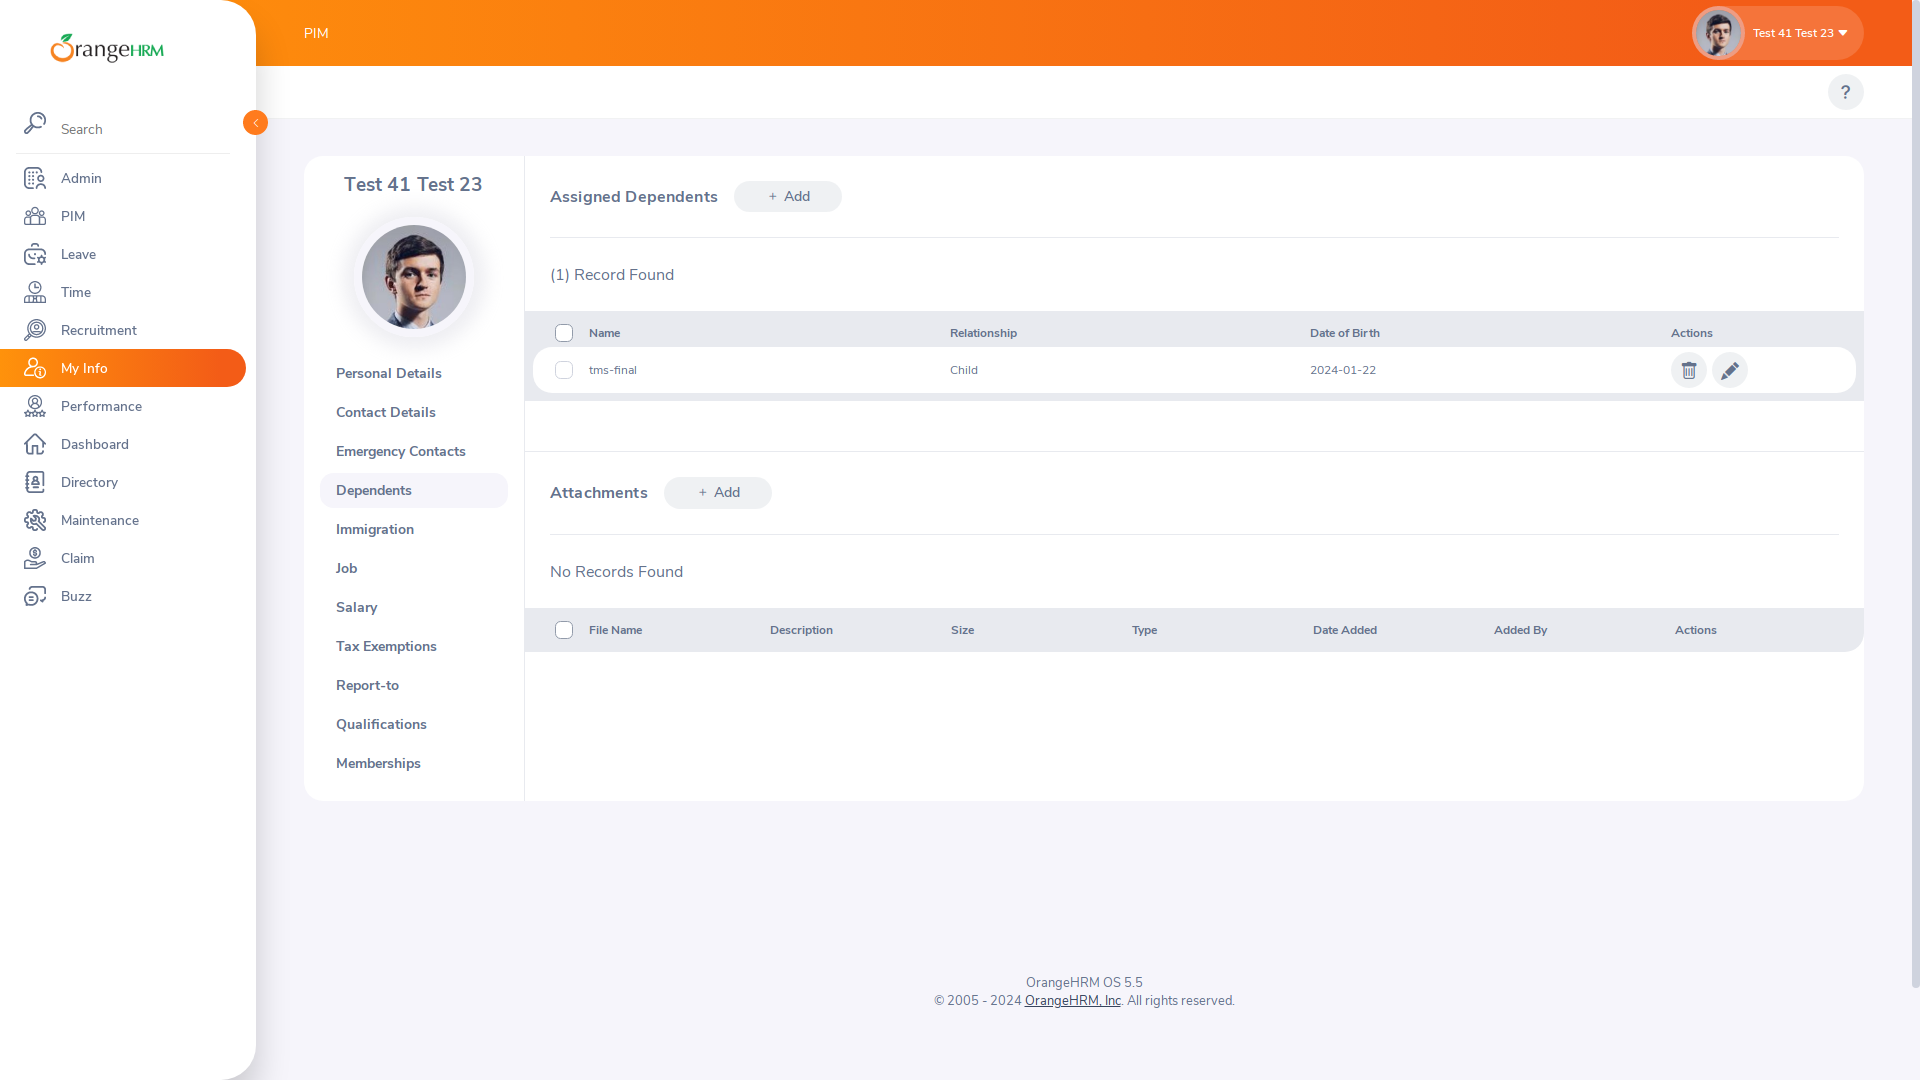 OrangeHRM
Search
Admin
PIM
Leave
Time
Recruitment
My Info
Performance
Dashboard
Directory
Maintenance
Claim
Buzz
PIM
Test 41 Test 23
?
Test 41 Test 23
Personal Details
Contact Details
Emergency Contacts
Dependents
Immigration
Job
Salary
Tax Exemptions
Report-to
Qualifications
Memberships
Assigned Dependents + Add
(1) Record Found
Name Relationship Date of Birth Actions
tms-final Child 2024-01-22
Attachments + Add
No Records Found
File Name Description Size Type Date Added Added By Actions
OrangeHRM OS 5.5
© 2005 - 2024 OrangeHRM, Inc. All rights reserved.